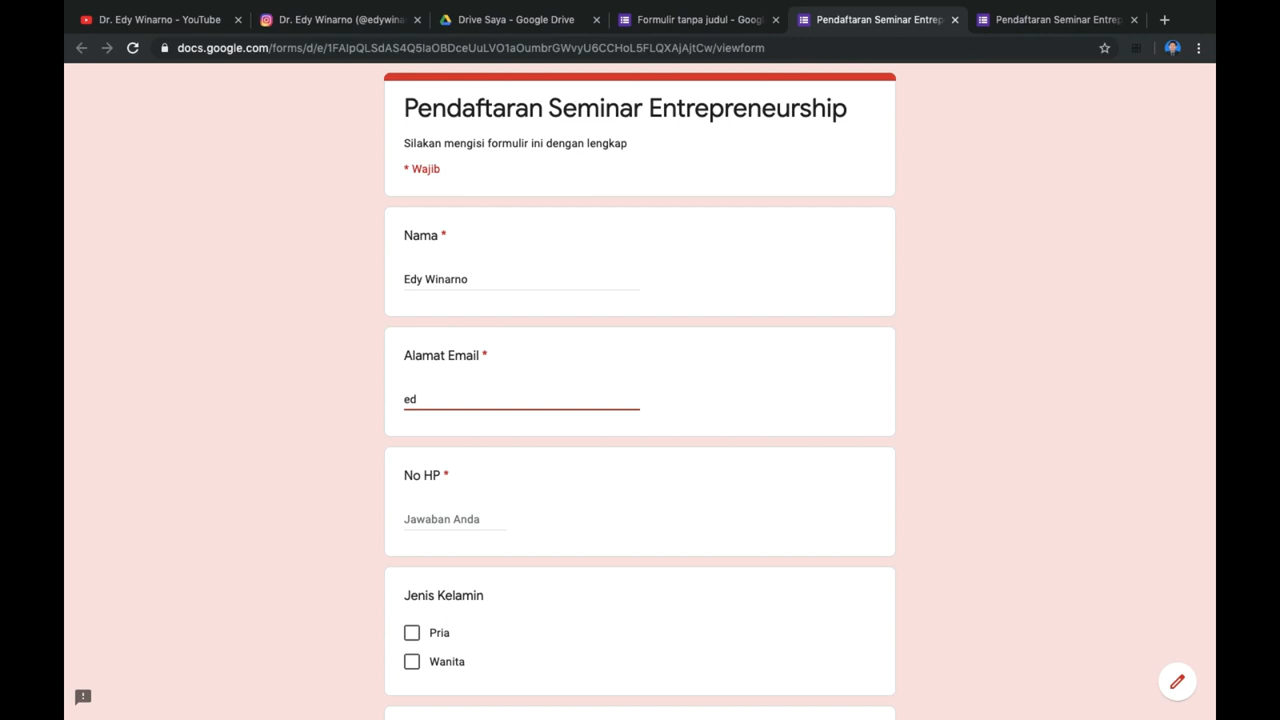 Dr. Edy Winarno - YouTube
Dr. Edy Winarno (@edywina
Drive Saya - Google Drive
Formulir tanpa judul - Googl
Pendaftaran Seminar Entrep
Pendaftaran Seminar Entrep
docs.google.com/forms/d/e/1FAIpQLSdAS4Q5IaOBDceUuLVO1aOumbrGWvyU6CCHoL5FLQXAjAjtCw/viewform
Pendaftaran Seminar Entrepreneurship
Silakan mengisi formulir ini dengan lengkap
* Wajib
Nama *
Edy Winarno
Alamat Email *
ed
No HP *
Jawaban Anda
Jenis Kelamin
Pria
Wanita